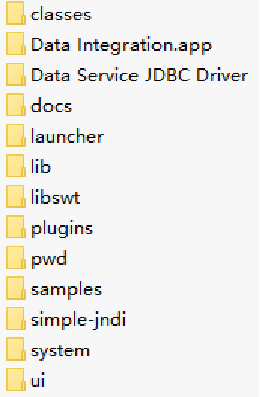 classes
Data Integration.app
Data Service JDBC Driver
docs
launcher
lib
libswt
plugins
pwd
samples
simple-jndi
system
ui